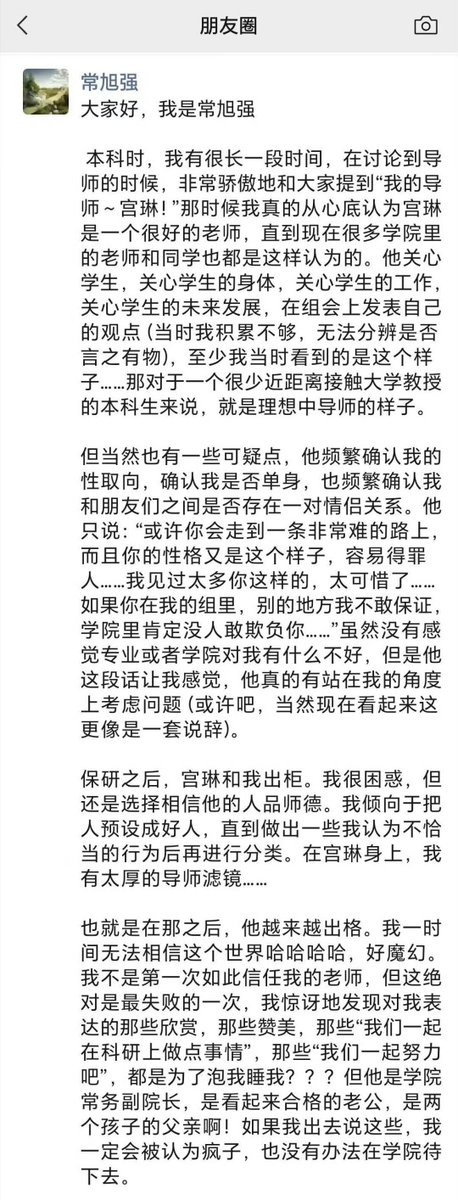 朋友圈
常旭强
大家好，我是常旭强
本科时，我有很长一段时间，在讨论到导
师的时候，非常骄傲地和大家提到“我的导
师～宫琳！”那时候我真的从心底认为宫琳
是一个很好的老师，直到现在很多学院里
的老师和同学也都是这样认为的。他关心
学生，关心学生的身体，关心学生的工作，
关心学生的未来发展，在组会上发表自己
的观点（当时我积累不够，无法分辨是否
言之有物），至少我当时看到的是这个样
子……那对于一个很少近距离接触大学教授
的本科生来说，就是理想中导师的样子。
但当然也有一些可疑点，他频繁确认我的
性取向，确认我是否单身，也频繁确认我
和朋友们之间是否存在一对情侣关系。他
只说：“或许你会走到一条非常难的路上，
而且你的性格又是这个样子，容易得罪
人……我见过太多你这样的，太可惜了……
如果你在我的组里，别的地方我不敢保证，
学院里肯定没人敢欺负你……”虽然没有感
觉专业或者学院对我有什么不好，但是他
这段话让我感觉，他真的有站在我的角度
上考虑问题（或许吧，当然现在看起来这
更像是一套说辞）。
保研之后，宫琳和我出柜。我很困惑，但
还是选择相信他的人品师德。我倾向于把
人预设成好人，直到做出一些我认为不恰
当的行为后再进行分类。在宫琳身上，我
有太厚的导师滤镜……
也就是在那之后，他越来越出格。我一时
间无法相信这个世界哈哈哈哈，好魔幻。
我不是第一次如此信任我的老师，但这绝
对是最失败的一次，我惊讶地发现对我表
达的那些欣赏，那些赞美，那些“我们一起
在科研上做点事情”，那些“我们一起努力
吧”，都是为了泡我睡我？？？但他是学院
常务副院长，是看起来合格的老公，是两
个孩子的父亲啊！如果我出去说这些，我
一定会被认为疯子，也没有办法在学院待
下去。